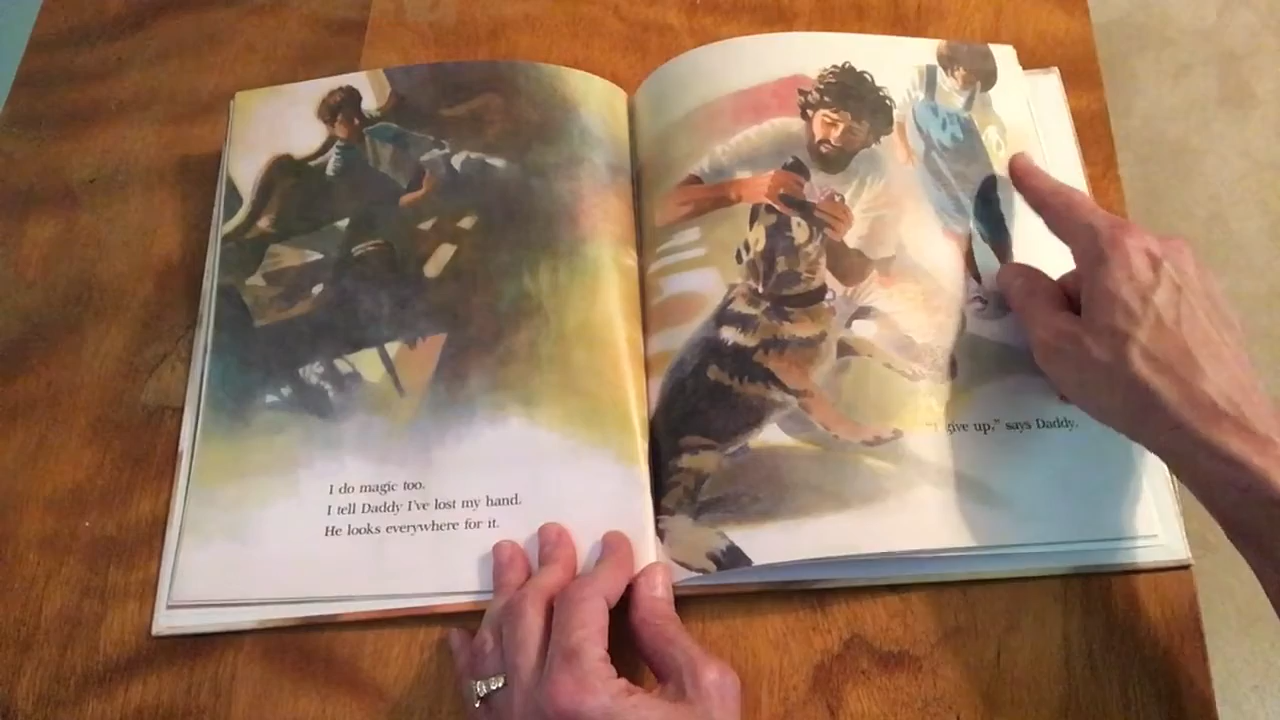 I do magic too.
I tell Daddy I've lost my hand.
He looks everywhere for it.
"I give up," says Daddy.